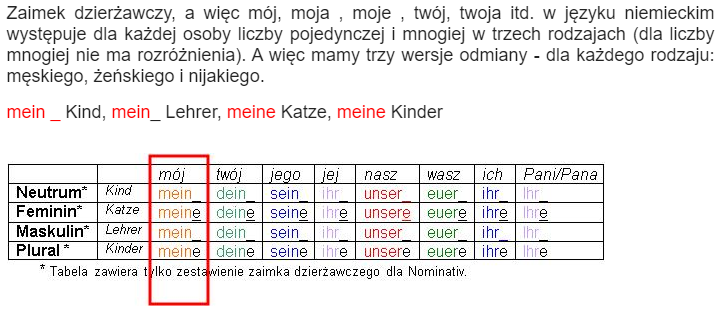 Zaimek dzierżawczy, a więc mój, moja , moje , twój, twoja itd. w języku niemieckim
występuje dla każdej osoby liczby pojedynczej i mnogiej w trzech rodzajach (dla liczby
mnogiej nie ma rozróżnienia). A więc mamy trzy wersje odmiany - dla każdego rodzaju:
męskiego, żeńskiego i nijakiego.
mein _ Kind, mein_ Lehrer, meine Katze, meine Kinder
mój twój jego jej nasz wasz ich Pani/Pana
Neutrum* Kind mein_ dein_ sein_ ihr_ unser_ euer_ ihr_ Ihr_
Feminin* Katze meine deine seine ihre unsere euere ihre Ihre
Maskulin* Lehrer mein_ dein_ sein_ ihr_ unser_ euer_ ihr_ Ihr_
Plural * Kinder meine deine seine ihre unsere euere ihre Ihre
* Tabela zawiera tylko zestawienie zaimka dzierżawczego dla Nominativ.